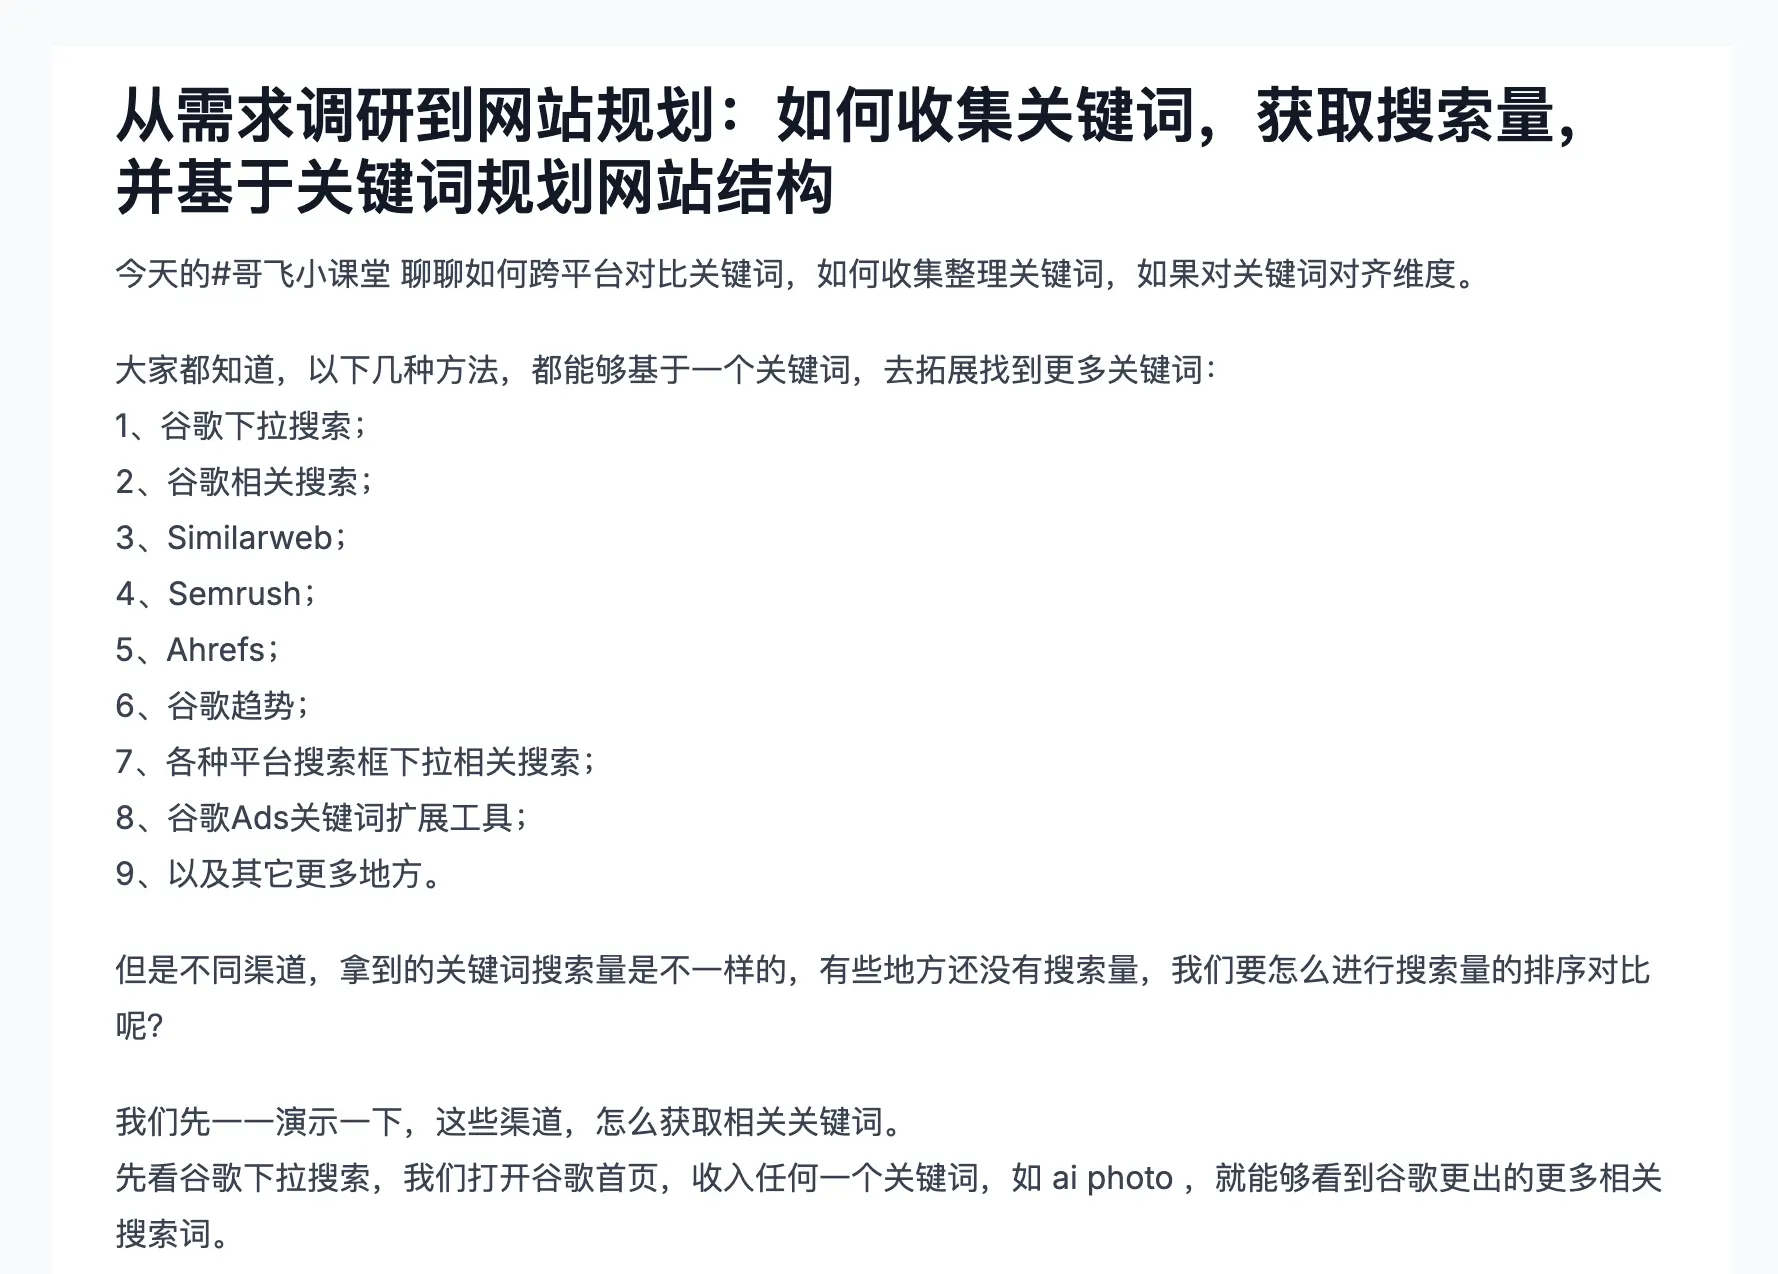 从需求调研到网站规划：如何收集关键词，获取搜索量，
并基于关键词规划网站结构
今天的#哥飞小课堂 聊聊如何跨平台对比关键词，如何收集整理关键词，如果对关键词对齐维度。
大家都知道，以下几种方法，都能够基于一个关键词，去拓展找到更多关键词：
1、谷歌下拉搜索；
2、谷歌相关搜索；
3、Similarweb；
4、Semrush；
5、Ahrefs；
6、谷歌趋势；
7、各种平台搜索框下拉相关搜索；
8、谷歌Ads关键词扩展工具；
9、以及其它更多地方。
但是不同渠道，拿到的关键词搜索量是不一样的，有些地方还没有搜索量，我们要怎么进行搜索量的排序对比
呢？
我们先一一演示一下，这些渠道，怎么获取相关关键词。
先看谷歌下拉搜索，我们打开谷歌首页，收入任何一个关键词，如 ai photo ，就能够看到谷歌更出的更多相关
搜索词。